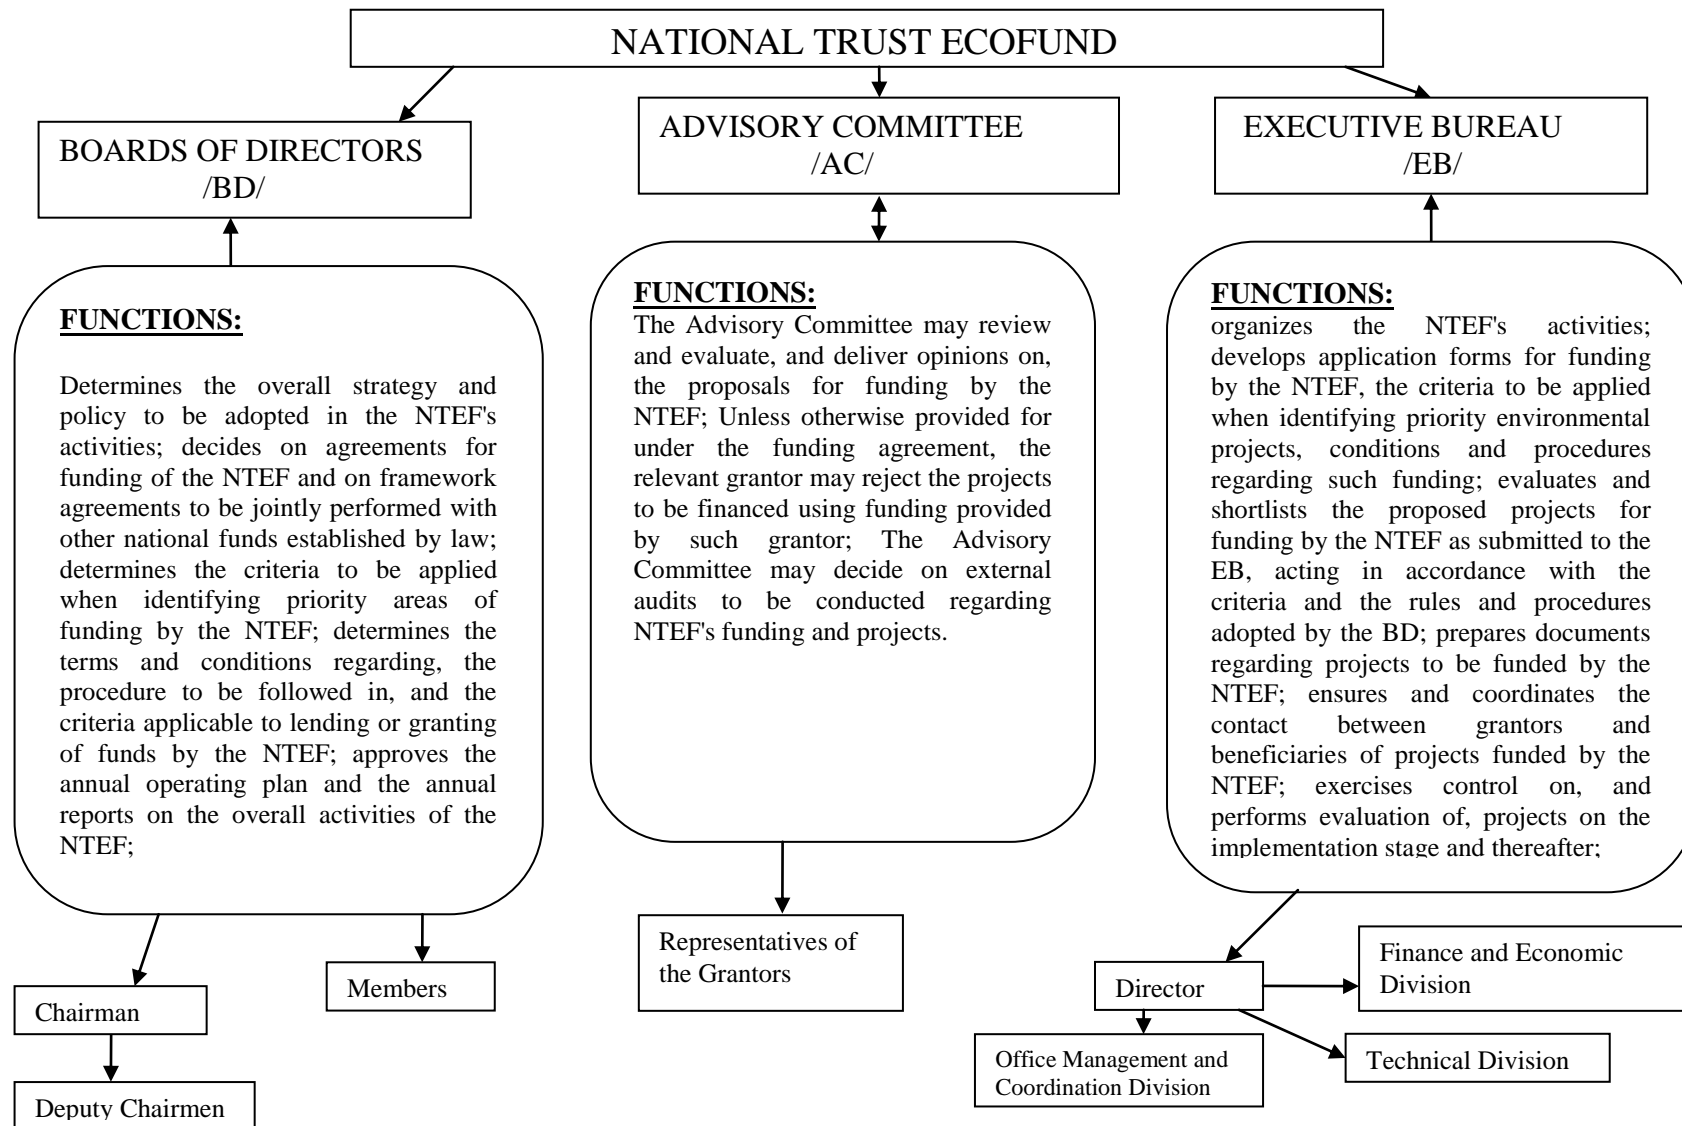 NATIONAL TRUST ECOFUND
BOARDS OF DIRECTORS
/BD/
ADVISORY COMMITTEE
/AC/
EXECUTIVE BUREAU
/EB/
FUNCTIONS:
Determines the overall strategy and
policy to be adopted in the NTEF's
activities; decides on agreements for
funding of the NTEF and on framework
agreements to be jointly performed with
other national funds established by law;
determines the criteria to be applied
when identifying priority areas of
funding by the NTEF; determines the
terms and conditions regarding, the
procedure to be followed in, and the
criteria applicable to lending or granting
of funds by the NTEF; approves the
annual operating plan and the annual
reports on the overall activities of the
NTEF;
FUNCTIONS:
The Advisory Committee may review
and evaluate, and deliver opinions on,
the proposals for funding by the
NTEF; Unless otherwise provided for
under the funding agreement, the
relevant grantor may reject the projects
to be financed using funding provided
by such grantor; The Advisory
Committee may decide on external
audits to be conducted regarding
NTEF's funding and projects.
FUNCTIONS:
organizes the NTEF's activities;
develops application forms for funding
by the NTEF, the criteria to be applied
when identifying priority environmental
projects, conditions and procedures
regarding such funding; evaluates and
shortlists the proposed projects for
funding by the NTEF as submitted to the
EB, acting in accordance with the
criteria and the rules and procedures
adopted by the BD; prepares documents
regarding projects to be funded by the
NTEF; ensures and coordinates the
contact between grantors and
beneficiaries of projects funded by the
NTEF; exercises control on, and
performs evaluation of, projects on the
implementation stage and thereafter;
Chairman
Deputy Chairmen
Members
Representatives of
the Grantors
Director
Finance and Economic
Division
Office Management and
Coordination Division
Technical Division